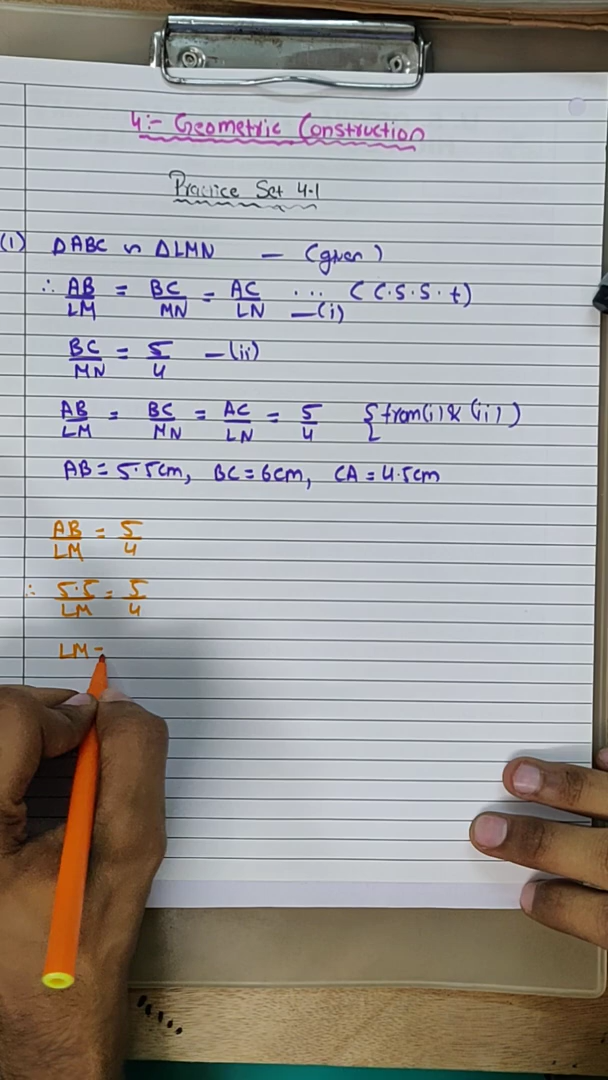 4:- Geometric Construction
Practice Set 4.1
(1) ΔABC ~ ΔLMN — (given)
∴ AB/LM = BC/MN = AC/LN ... (C.S.S.t) —(i)
BC/MN = 5/4 —(ii)
AB/LM = BC/MN = AC/LN = 5/4 {from(i) & (ii)}
AB = 5.5cm, BC = 6cm, CA = 4.5cm
AB/LM = 5/4
∴ 5.5/LM = 5/4
LM =